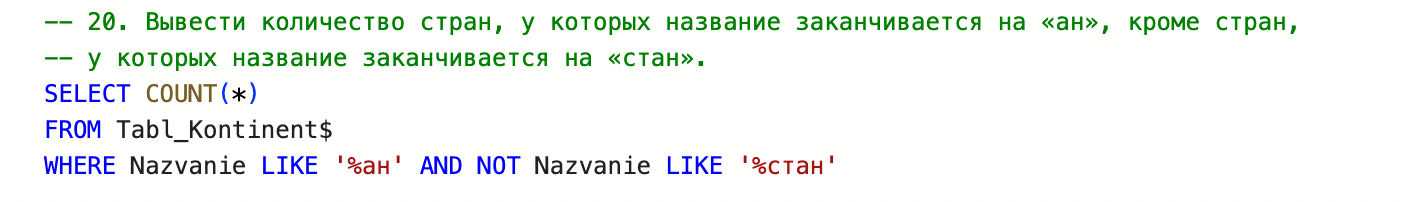 -- 20. Вывести количество стран, у которых название заканчивается на «ан», кроме стран,
-- у которых название заканчивается на «стан».
SELECT COUNT(*)
FROM Tabl_Kontinent$
WHERE Nazvanie LIKE '%ан' AND NOT Nazvanie LIKE '%стан'